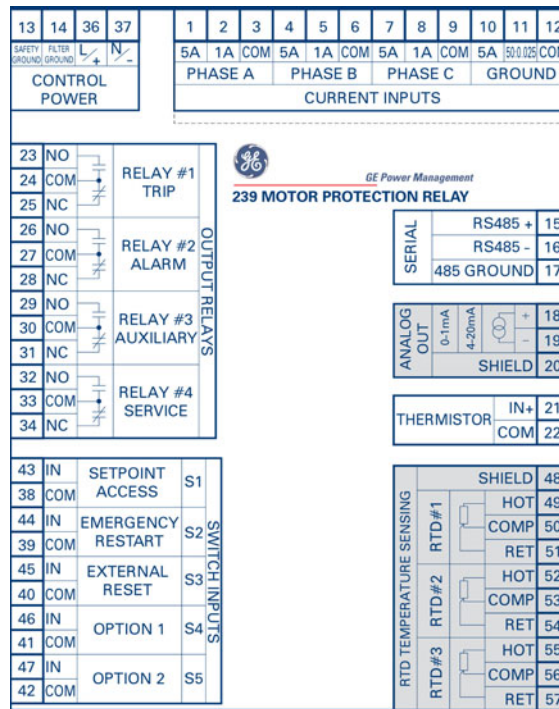 13 14 36 37
SAFETY GROUND FILTER GROUND L/+ N/-
CONTROL
POWER
1 2 3 4 5 6 7 8 9 10 11 12
5A 1A COM 5A 1A COM 5A 1A COM 5A 50:0.025 COM
PHASE A PHASE B PHASE C GROUND
CURRENT INPUTS
GE
GE Power Management
239 MOTOR PROTECTION RELAY
23 NO
24 COM
25 NC
RELAY #1
TRIP
26 NO
27 COM
28 NC
RELAY #2
ALARM
29 NO
30 COM
31 NC
RELAY #3
AUXILIARY
32 NO
33 COM
34 NC
RELAY #4
SERVICE
OUTPUT RELAYS
SERIAL
RS485 + 15
RS485 - 16
485 GROUND 17
ANALOG
OUT
0-1mA
4-20mA
+ 18
- 19
SHIELD 20
THERMISTOR
IN+ 21
COM 22
43 IN
38 COM
SETPOINT
ACCESS
S1
44 IN
39 COM
EMERGENCY
RESTART
S2
45 IN
40 COM
EXTERNAL
RESET
S3
46 IN
41 COM
OPTION 1
S4
47 IN
42 COM
OPTION 2
S5
SWITCH INPUTS
RTD TEMPERATURE SENSING
SHIELD 48
RTD#1
HOT 49
COMP 50
RET 51
RTD#2
HOT 52
COMP 53
RET 54
RTD#3
HOT 55
COMP 56
RET 57